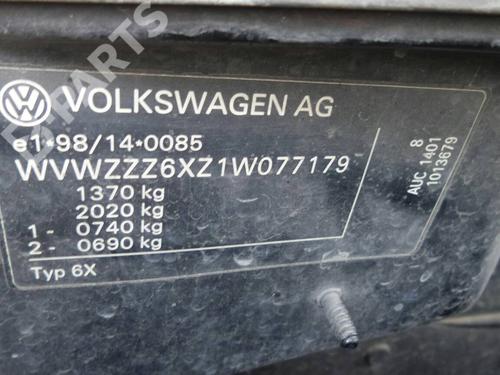 VOLKSWAGEN AG
e1*98/14*0085
WVWZZZ6XZ1W077179
1370 kg
2020 kg
1 - 0740 kg
2 - 0690 kg
Typ 6X
8
AUC 1401
1013679